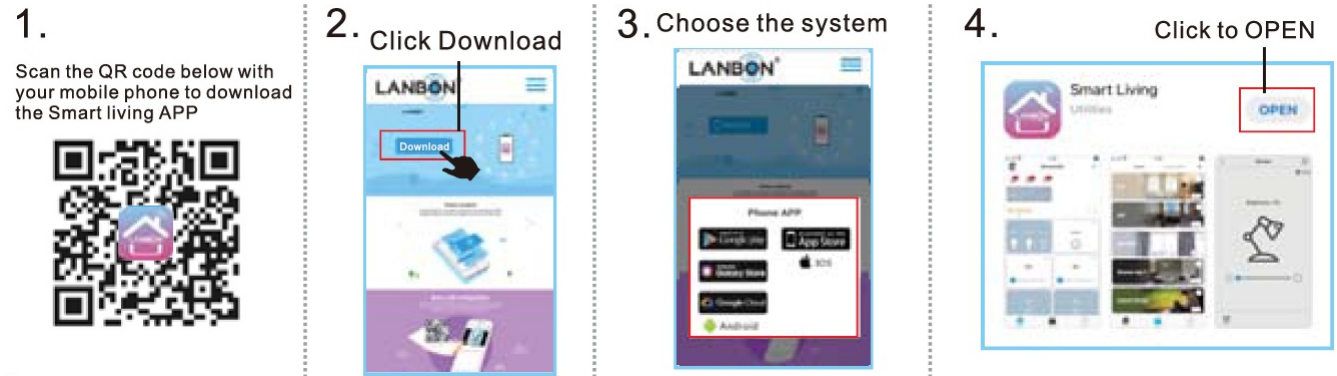 1.
Scan the QR code below with
your mobile phone to download
the Smart living APP
2.
Click Download
LANBON®
Download
3.
Choose the system
LANBON®
Phone APP
Google play
App Store
iOS
Galaxy Store
Google Cloud
Android
4.
Click to OPEN
Smart Living
Utilities
OPEN